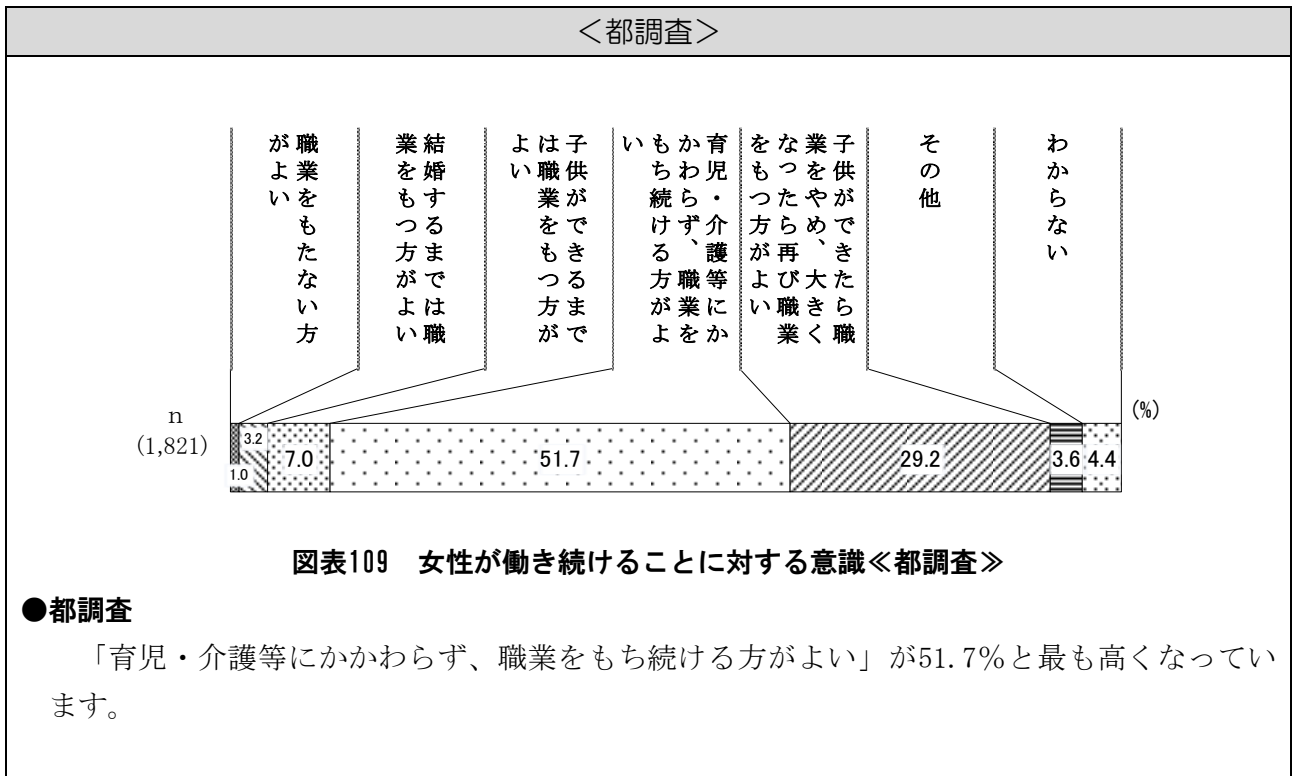 ＜都調査＞
職業をもたない方
がよい
結婚するまでは職
業をもつ方がよい
子供ができるまで
は職業をもつ方が
よい
育児・介護等にか
かわらず、職業を
もち続ける方がよ
い
子供ができたら職
業をやめ、大きく
なったら再び職業
をもつ方がよい
その他
わからない
(%)
n
(1,821)
1.0
3.2
7.0
51.7
29.2
3.6
4.4
図表109　女性が働き続けることに対する意識≪都調査≫
●都調査
「育児・介護等にかかわらず、職業をもち続ける方がよい」が51.7％と最も高くなってい
ます。